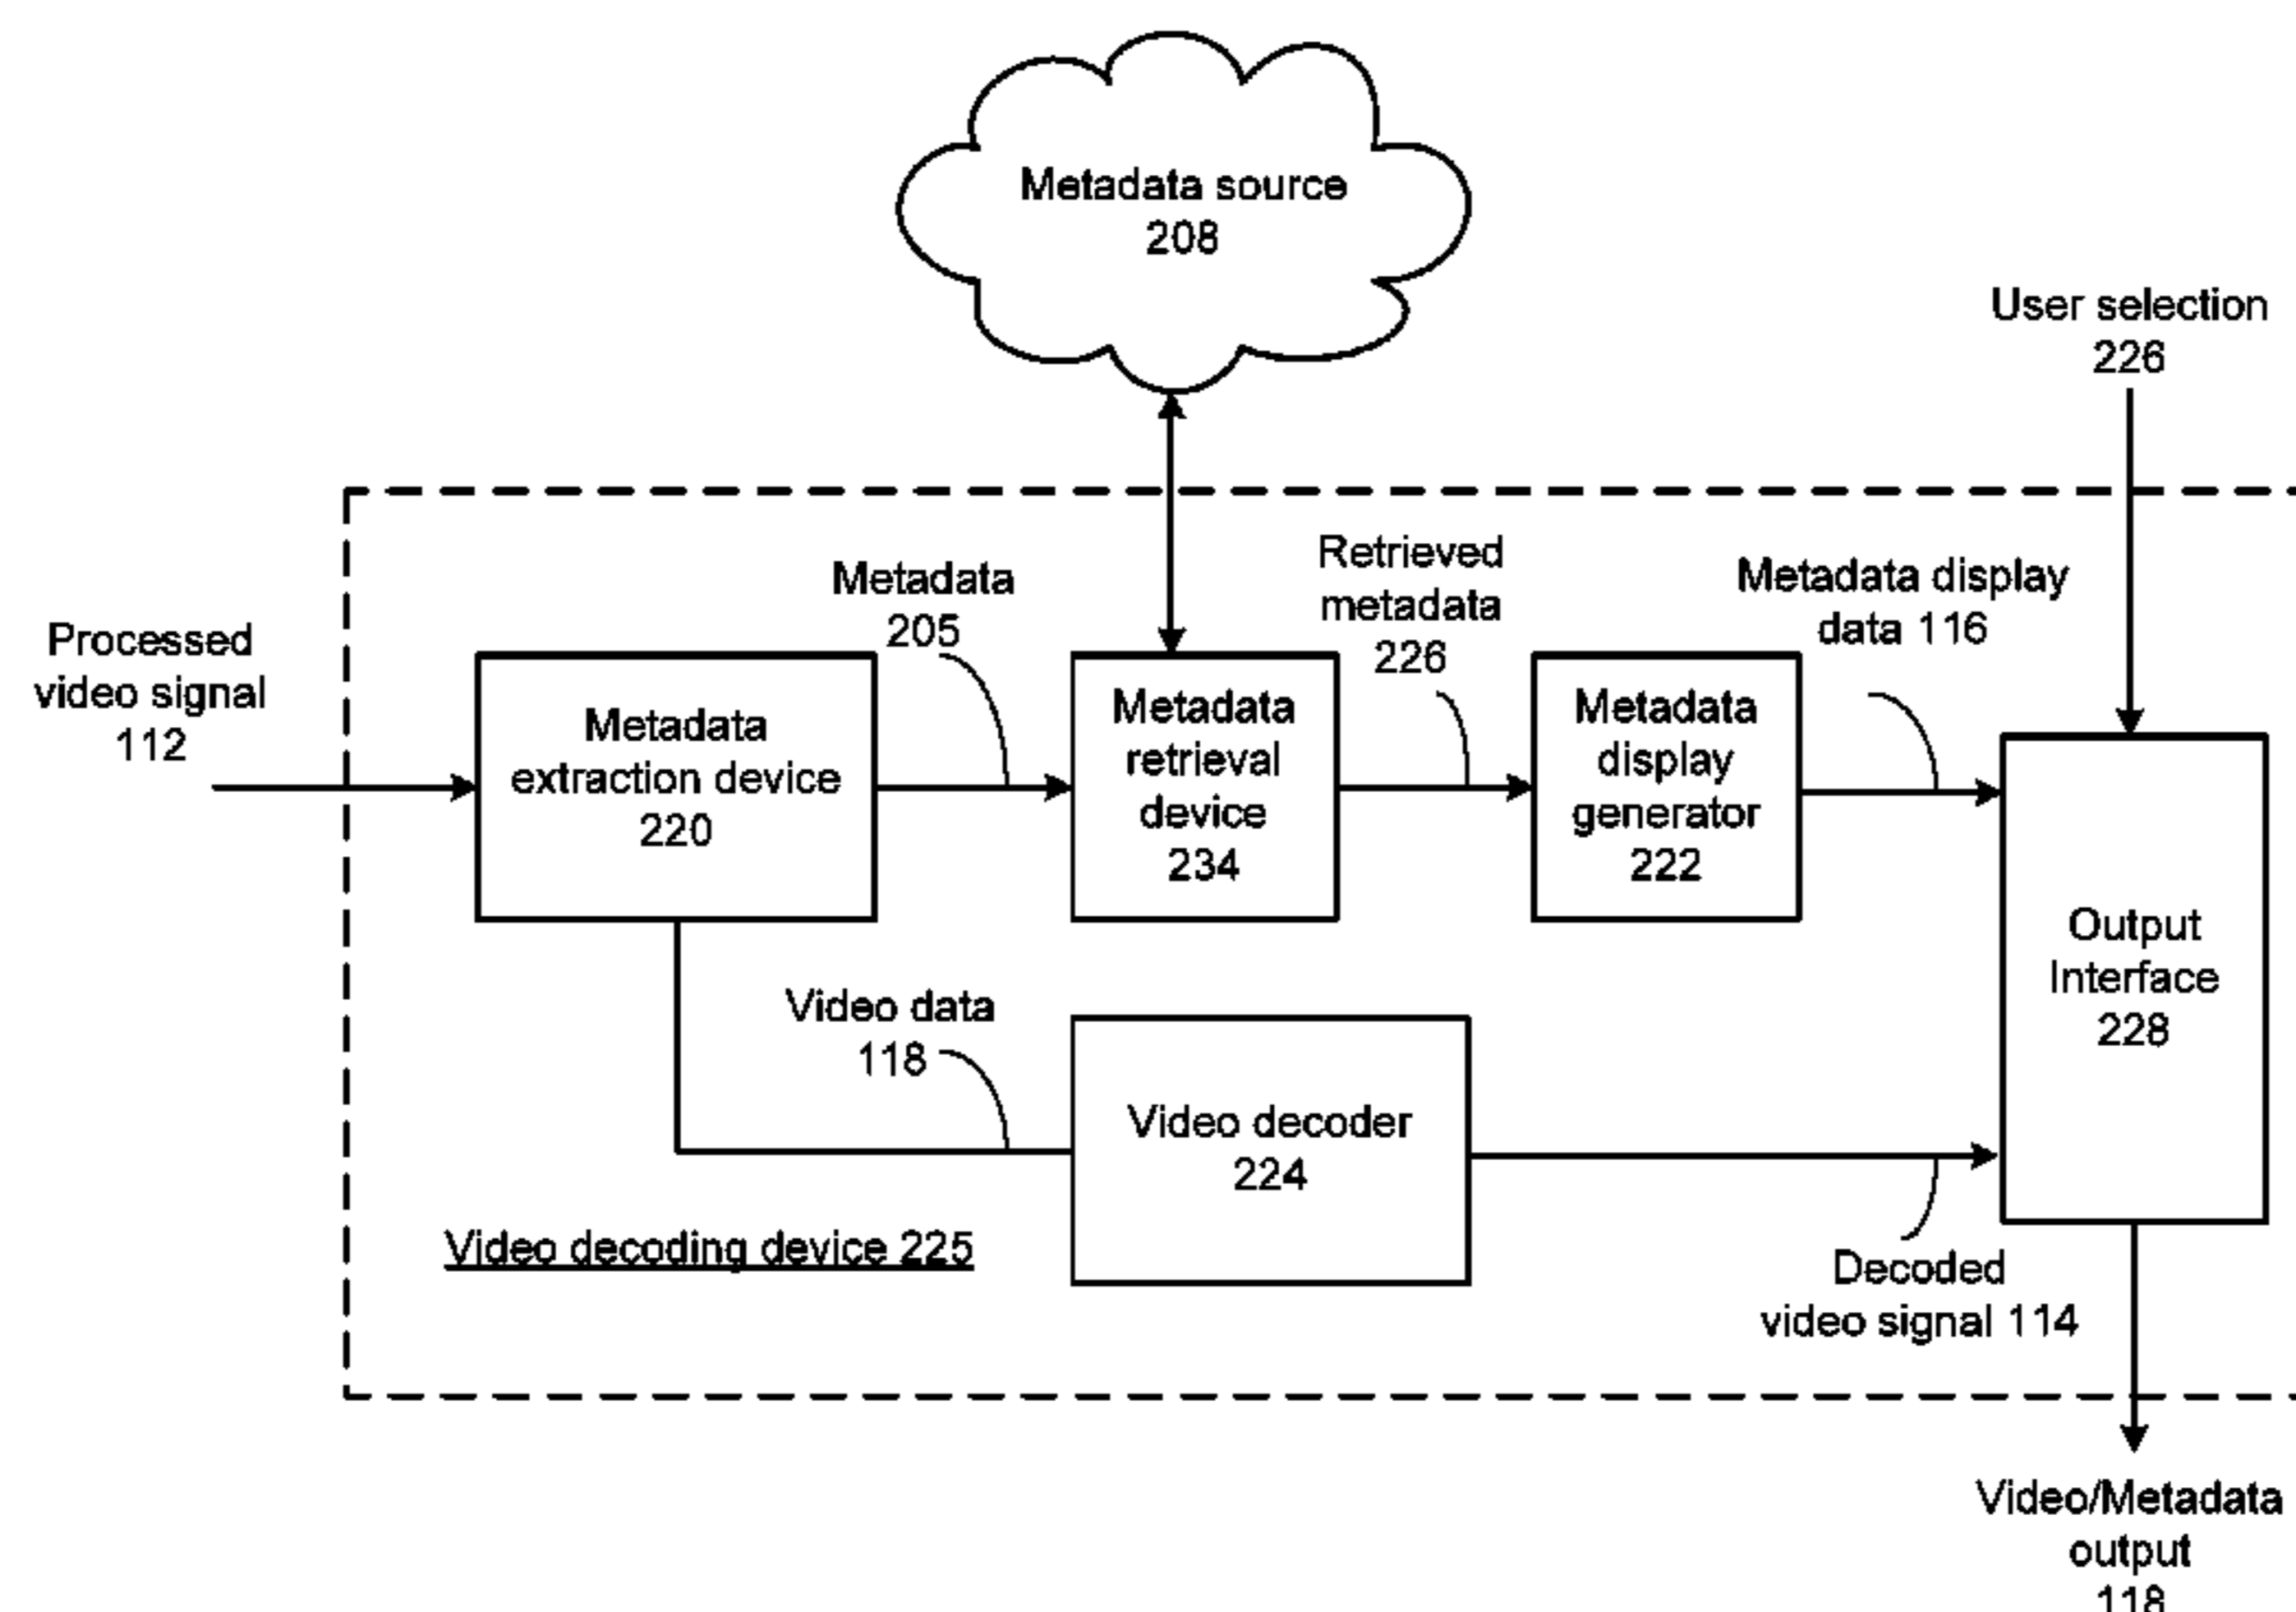 Metadata source
208
User selection
226
Processed
video signal
112
Metadata
205
Retrieved
metadata
226
Metadata display
data 116
Metadata
extraction device
220
Metadata
retrieval
device
234
Metadata
display
generator
222
Output
Interface
228
Video data
118
Video decoder
224
Video decoding device 225
Decoded
video signal 114
Video/Metadata
output
118